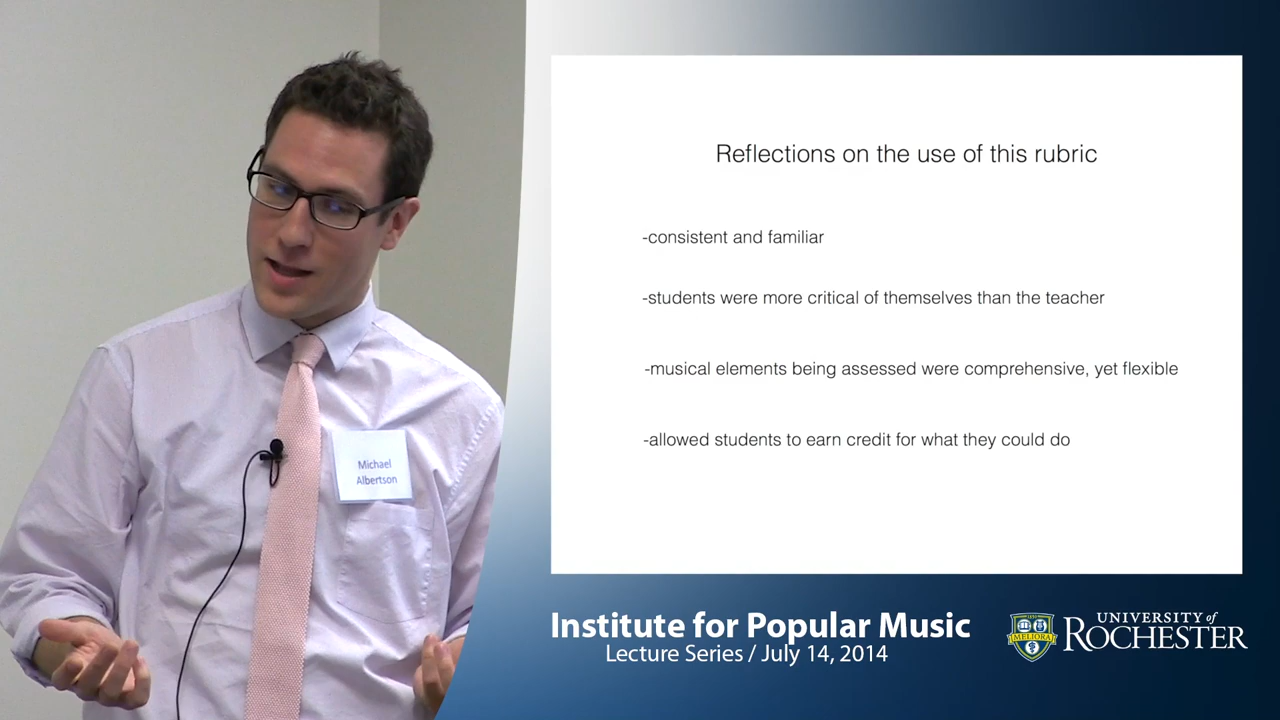 Reflections on the use of this rubric
-consistent and familiar
-students were more critical of themselves than the teacher
-musical elements being assessed were comprehensive, yet flexible
-allowed students to earn credit for what they could do
Michael
Albertson
Institute for Popular Music
Lecture Series / July 14, 2014
MELIORA
UNIVERSITY of
ROCHESTER